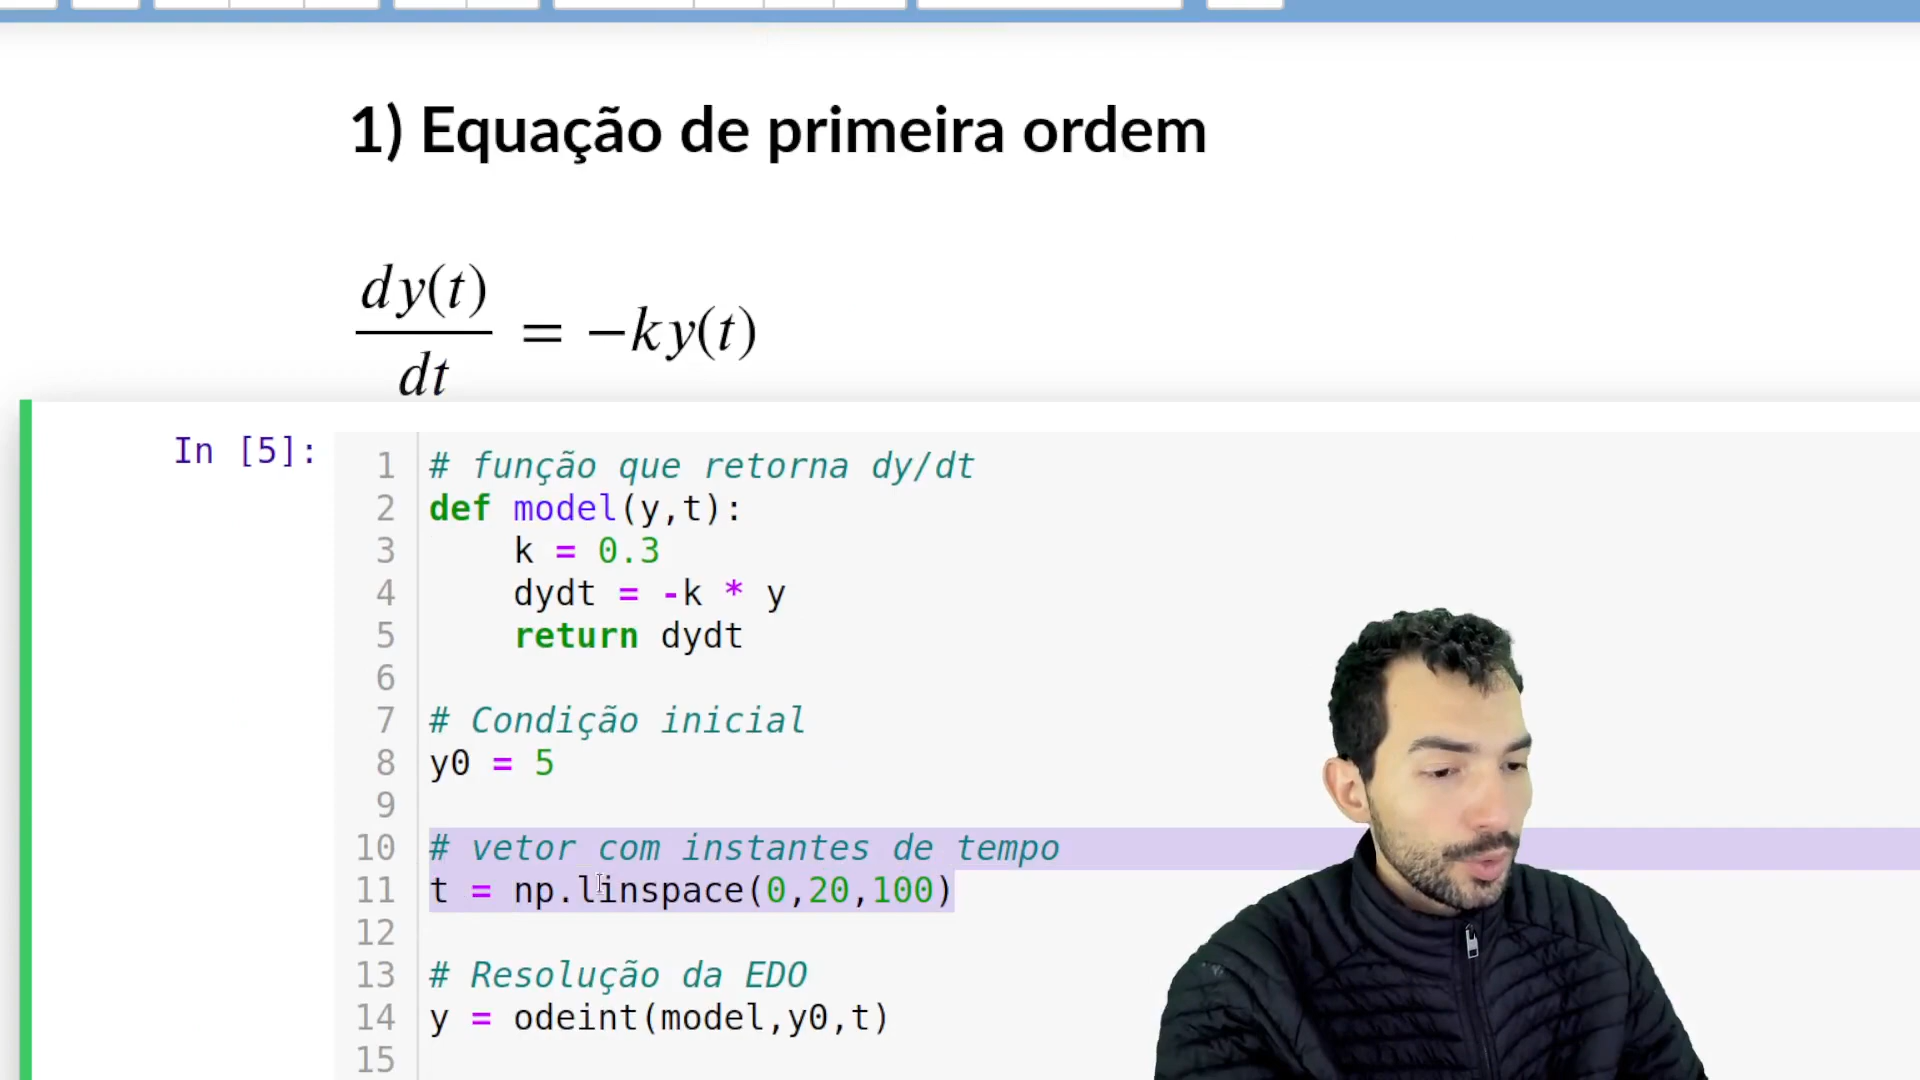 1) Equação de primeira ordem
dy(t)
dt
= −ky(t)
In [5]:
1 # função que retorna dy/dt
2 def model(y,t):
3 k = 0.3
4 dydt = -k * y
5 return dydt
6
7 # Condição inicial
8 y0 = 5
9
10 # vetor com instantes de tempo
11 t = np.linspace(0,20,100)
12
13 # Resolução da EDO
14 y = odeint(model,y0,t)
15